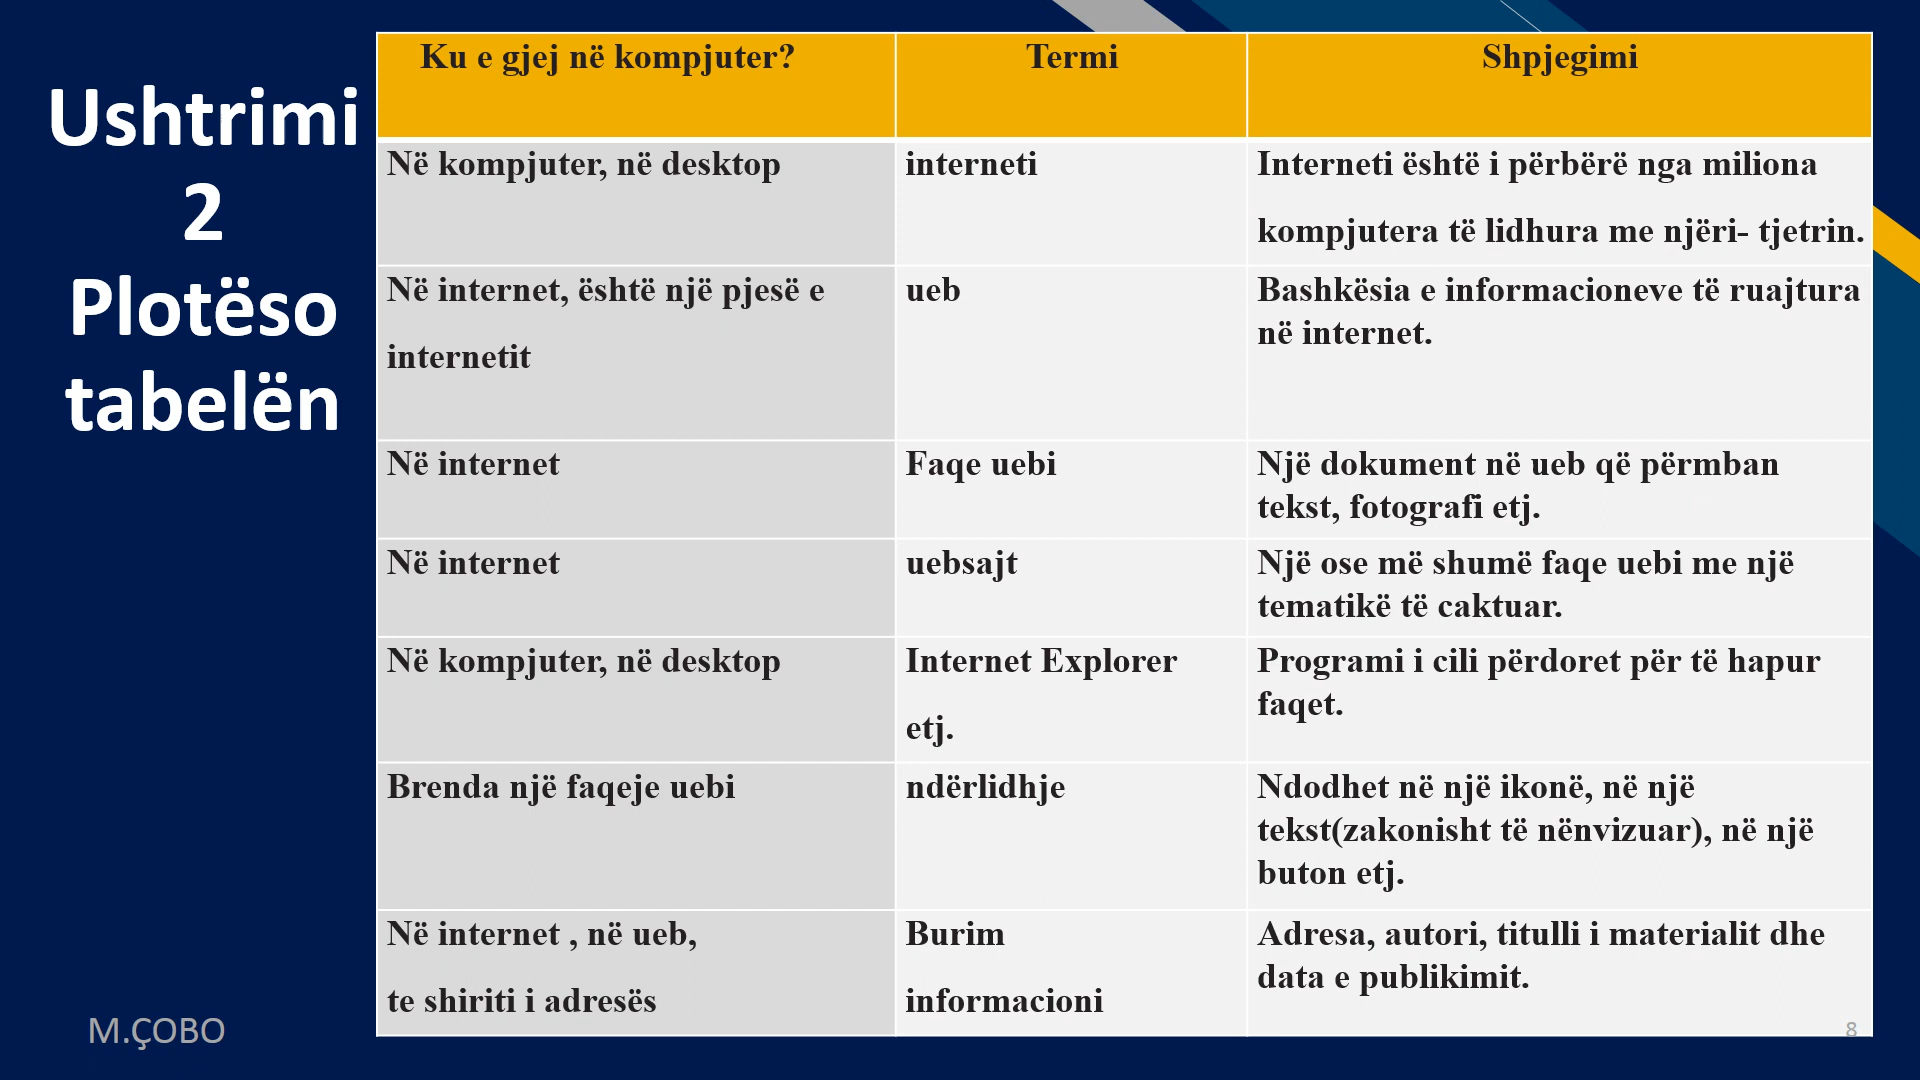 Ushtrimi
2
Plotëso
tabelën
Ku e gjej në kompjuter?
Termi
Shpjegimi
Në kompjuter, në desktop
interneti
Interneti është i përbërë nga miliona
kompjutera të lidhura me njëri- tjetrin.
Në internet, është një pjesë e
internetit
ueb
Bashkësia e informacioneve të ruajtura
në internet.
Në internet
Faqe uebi
Një dokument në ueb që përmban
tekst, fotografi etj.
Në internet
uebsajt
Një ose më shumë faqe uebi me një
tematikë të caktuar.
Në kompjuter, në desktop
Internet Explorer
etj.
Programi i cili përdoret për të hapur
faqet.
Brenda një faqeje uebi
ndërlidhje
Ndodhet në një ikonë, në një
tekst(zakonisht të nënvizuar), në një
buton etj.
Në internet , në ueb,
te shiriti i adresës
Burim
informacioni
Adresa, autori, titulli i materialit dhe
data e publikimit.
M.ÇOBO
8